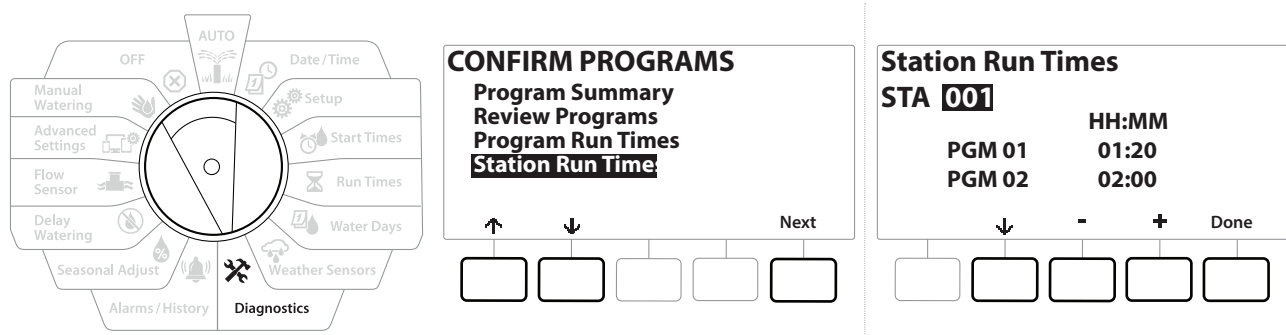 AUTO
OFF
Date/Time
Manual
Watering
Setup
Advanced
Settings
Start Times
Flow
Sensor
Run Times
Delay
Watering
Water Days
Seasonal Adjust
Weather Sensors
Alarms/History
Diagnostics
CONFIRM PROGRAMS
Program Summary
Review Programs
Program Run Times
Station Run Times
↑ ↓ Next
Station Run Times
STA 001
HH:MM
PGM 01 01:20
PGM 02 02:00
↓ - + Done